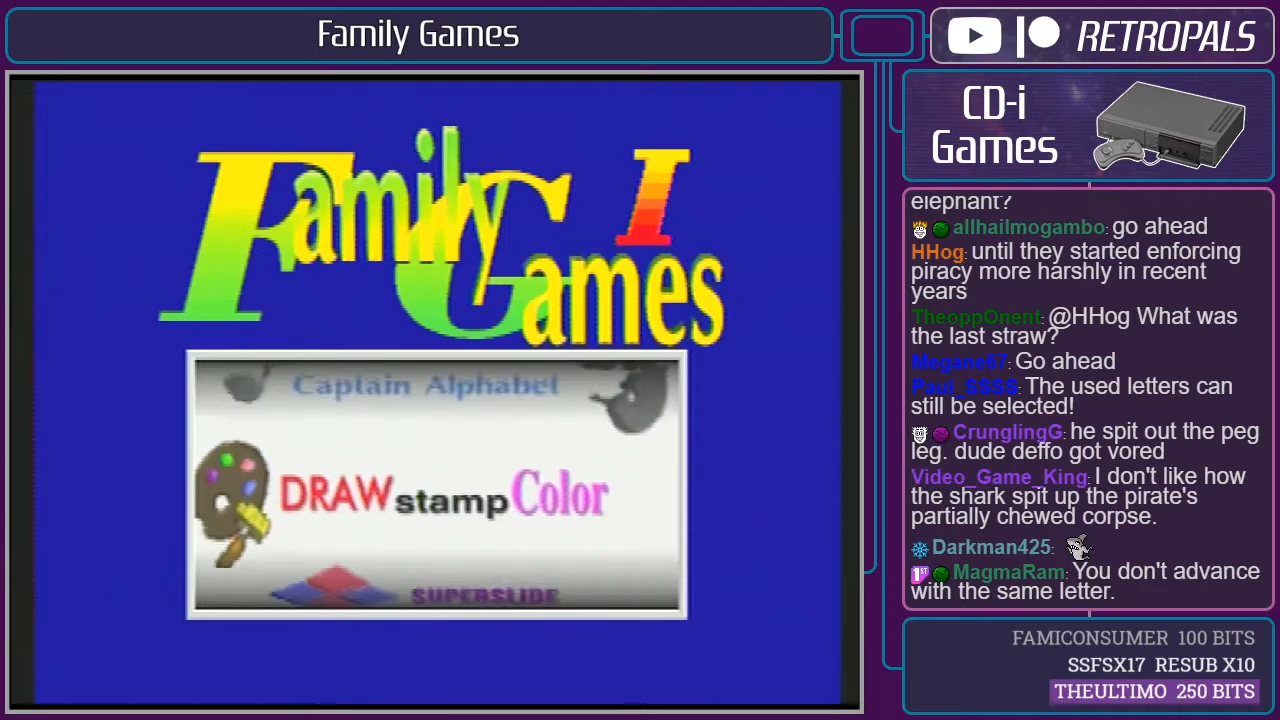 Family Games
RETROPALS
CD-i
Games
Family Games I
Captain Alphabet
DRAW stamp Color
SUPERSLIDE
elephant?
allhailmogambo: go ahead
HHog: until they started enforcing
piracy more harshly in recent
years
TheoppOnent: @HHog What was
the last straw?
Megane67: Go ahead
Paul_SSSS: The used letters can
still be selected!
CrunglingG: he spit out the peg
leg. dude deffo got vored
Video_Game_King: I don't like how
the shark spit up the pirate's
partially chewed corpse.
Darkman425:
1ST MagmaRam: You don't advance
with the same letter.
FAMICONSUMER 100 BITS
SSFSX17 RESUB X10
THEULTIMO 250 BITS